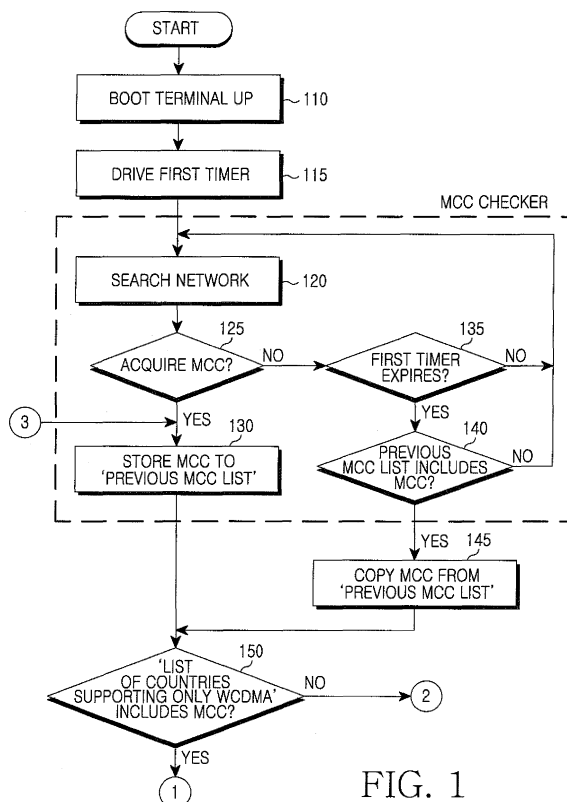 START
BOOT TERMINAL UP
110
DRIVE FIRST TIMER
115
MCC CHECKER
SEARCH NETWORK
120
125
ACQUIRE MCC?
NO
135
FIRST TIMER
EXPIRES?
NO
3
YES
YES
130
STORE MCC TO
'PREVIOUS MCC LIST'
140
PREVIOUS
MCC LIST INCLUDES
MCC?
NO
YES
145
COPY MCC FROM
'PREVIOUS MCC LIST'
150
'LIST
OF COUNTRIES
SUPPORTING ONLY WCDMA'
INCLUDES MCC?
NO
2
YES
1
FIG. 1